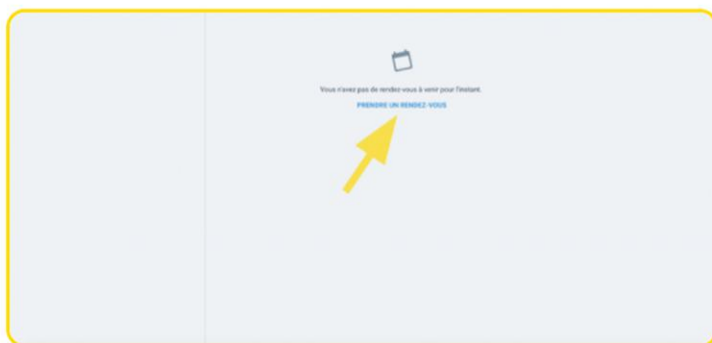 Vous n'avez pas de rendez-vous à venir pour l'instant.
PRENDRE UN RENDEZ-VOUS